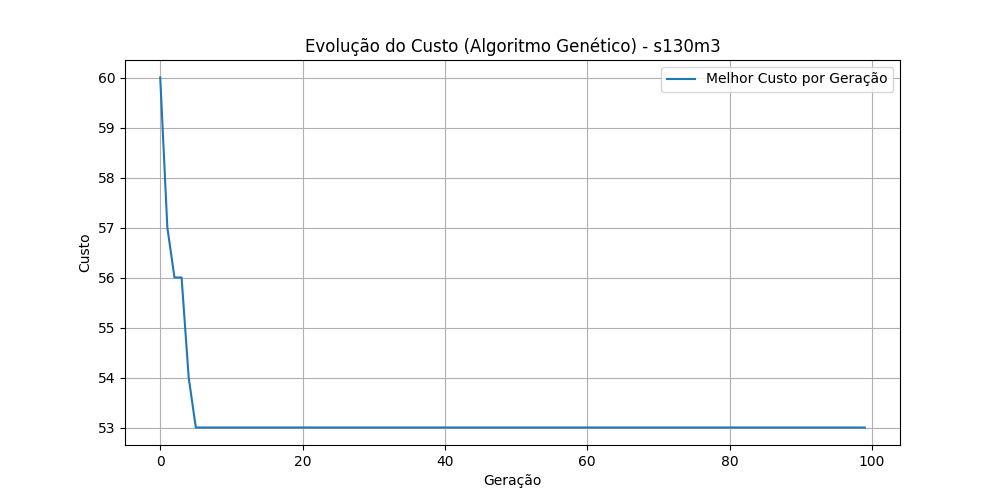 Evolução do Custo (Algoritmo Genético) - s130m3
Melhor Custo por Geração
60
59
58
57
56
55
54
53
Custo
0 20 40 60 80 100
Geração